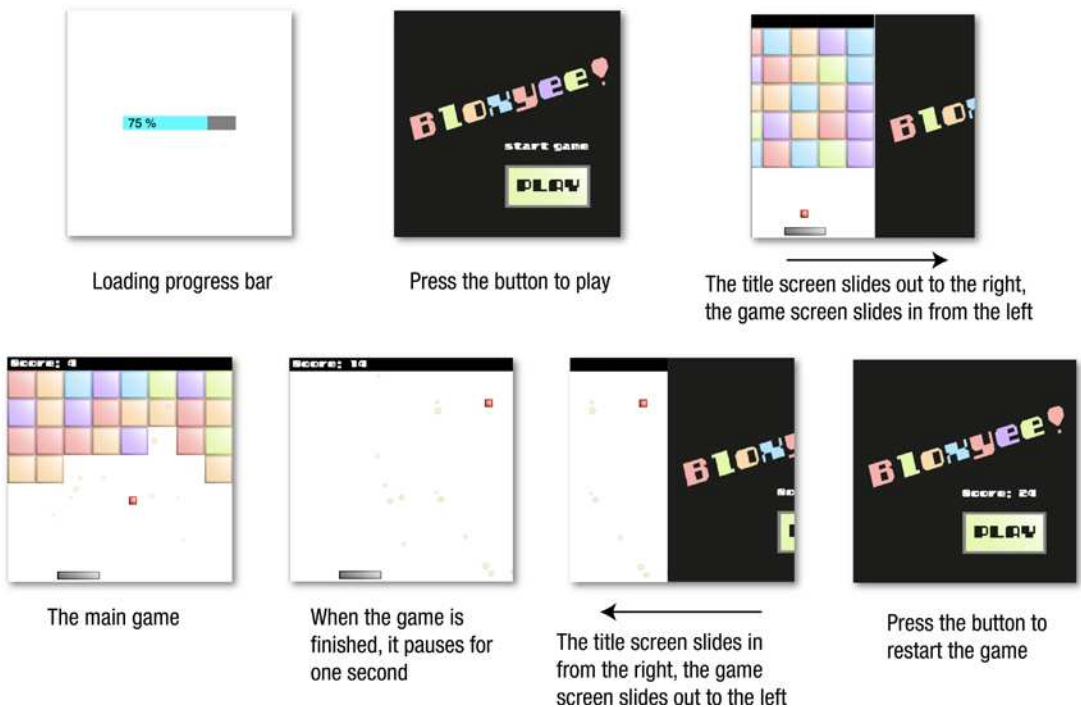 75 %
Bloxyee!
start game
PLAY
Blox
Loading progress bar
Press the button to play
The title screen slides out to the right,
the game screen slides in from the left
Score: 4
Score: 14
Bloxy
Sc
P
Bloxyee!
Score: 24
PLAY
The main game
When the game is
finished, it pauses for
one second
The title screen slides in
from the right, the game
screen slides out to the left
Press the button to
restart the game